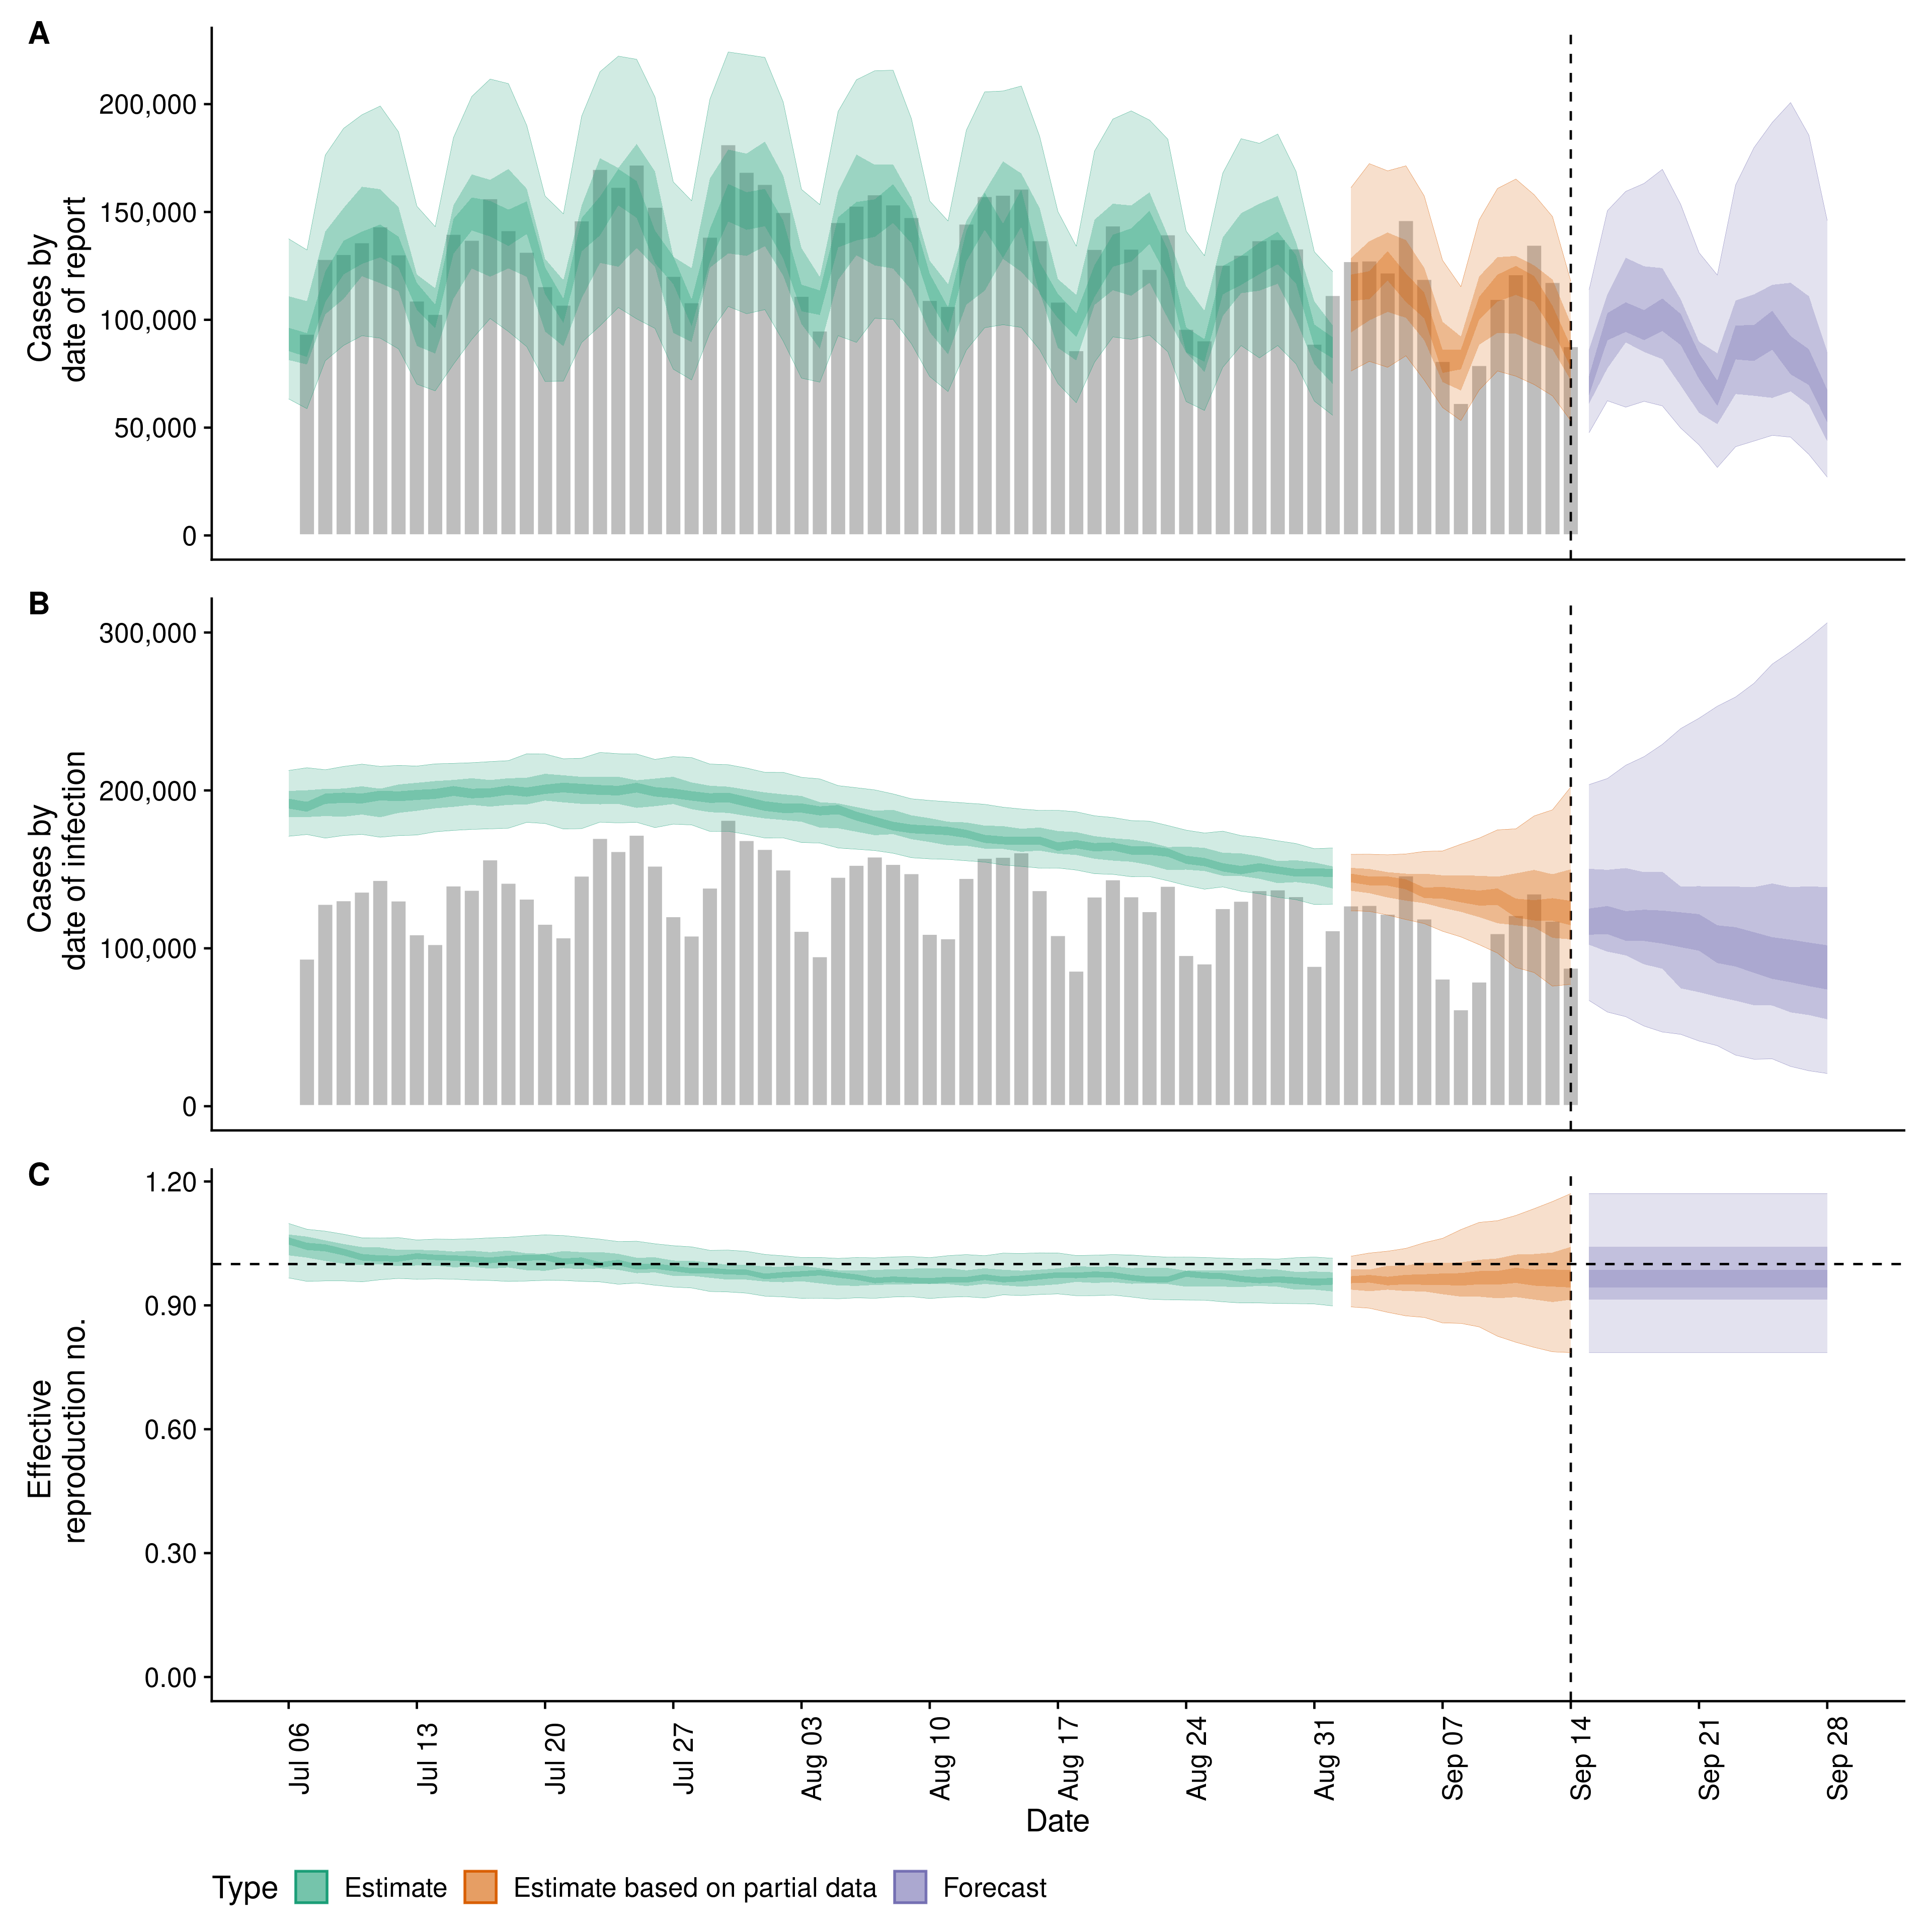 A
200,000
150,000
100,000
50,000
0
Cases by
date of report
B
300,000
200,000
100,000
0
Cases by
date of infection
C
1.20
0.90
0.60
0.30
0.00
Effective
reproduction no.
Jul 06
Jul 13
Jul 20
Jul 27
Aug 03
Aug 10
Aug 17
Aug 24
Aug 31
Sep 07
Sep 14
Sep 21
Sep 28
Date
Type Estimate Estimate based on partial data Forecast